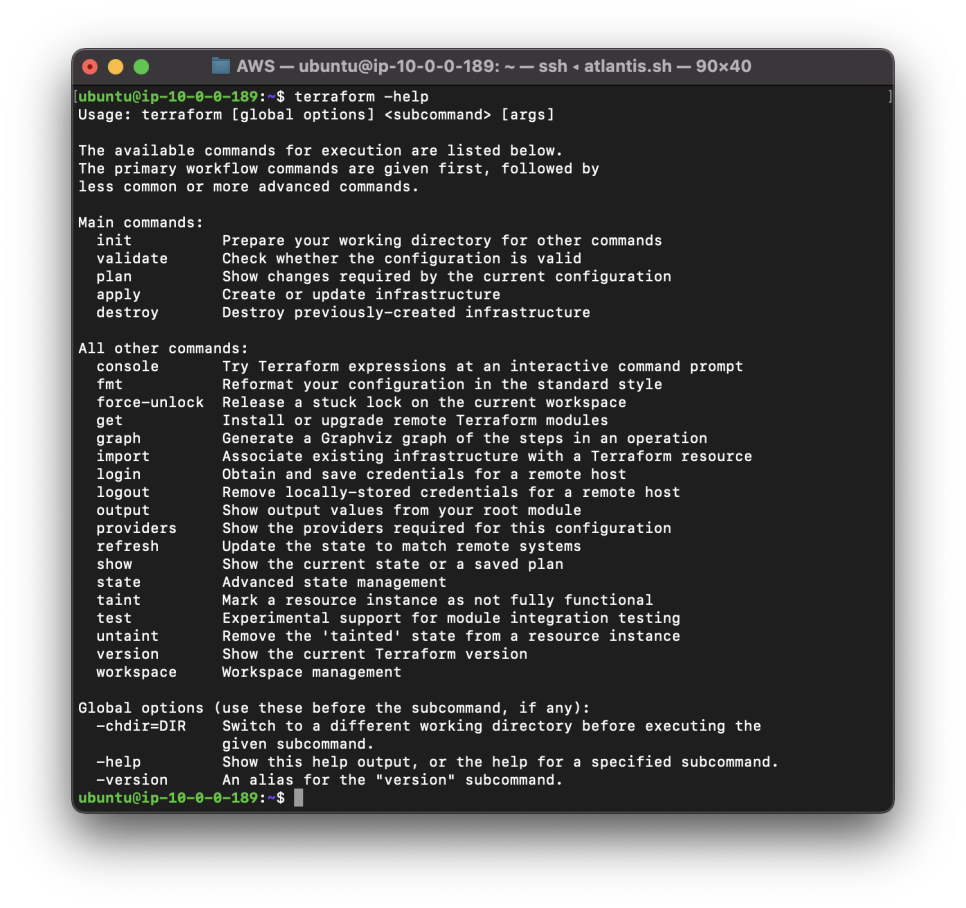 AWS — ubuntu@ip-10-0-0-189: ~ — ssh ◂ atlantis.sh — 90×40
[ubuntu@ip-10-0-0-189:~$ terraform -help ]
Usage: terraform [global options] <subcommand> [args]

The available commands for execution are listed below.
The primary workflow commands are given first, followed by
less common or more advanced commands.

Main commands:
  init          Prepare your working directory for other commands
  validate      Check whether the configuration is valid
  plan          Show changes required by the current configuration
  apply         Create or update infrastructure
  destroy       Destroy previously-created infrastructure

All other commands:
  console       Try Terraform expressions at an interactive command prompt
  fmt           Reformat your configuration in the standard style
  force-unlock  Release a stuck lock on the current workspace
  get           Install or upgrade remote Terraform modules
  graph         Generate a Graphviz graph of the steps in an operation
  import        Associate existing infrastructure with a Terraform resource
  login         Obtain and save credentials for a remote host
  logout        Remove locally-stored credentials for a remote host
  output        Show output values from your root module
  providers     Show the providers required for this configuration
  refresh       Update the state to match remote systems
  show          Show the current state or a saved plan
  state         Advanced state management
  taint         Mark a resource instance as not fully functional
  test          Experimental support for module integration testing
  untaint       Remove the 'tainted' state from a resource instance
  version       Show the current Terraform version
  workspace     Workspace management

Global options (use these before the subcommand, if any):
  -chdir=DIR    Switch to a different working directory before executing the
                given subcommand.
  -help         Show this help output, or the help for a specified subcommand.
  -version      An alias for the "version" subcommand.
ubuntu@ip-10-0-0-189:~$